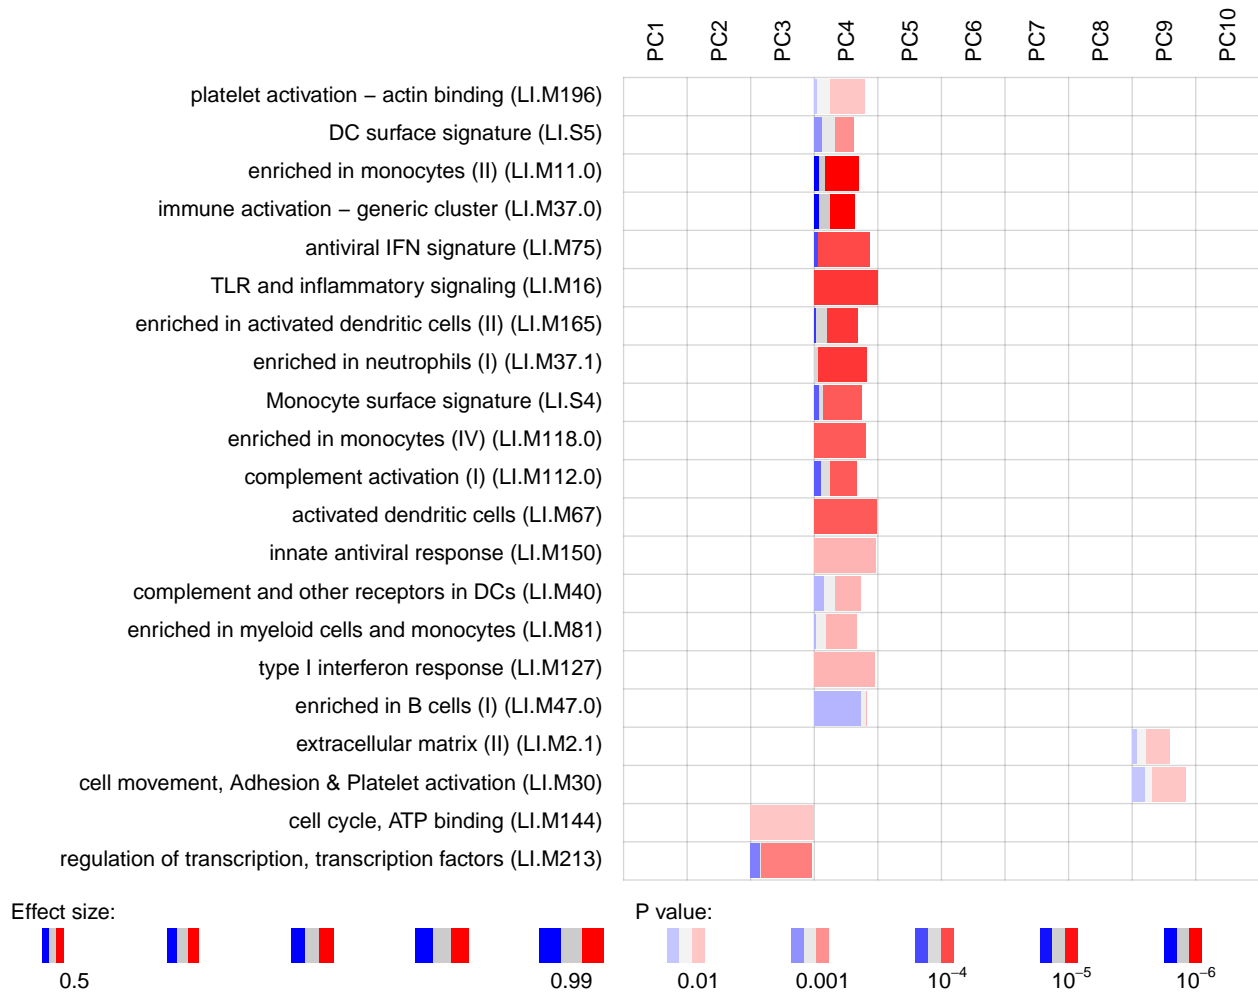 PC1 PC2 PC3 PC4 PC5 PC6 PC7 PC8 PC9 PC10
platelet activation − actin binding (LI.M196)
DC surface signature (LI.S5)
enriched in monocytes (II) (LI.M11.0)
immune activation − generic cluster (LI.M37.0)
antiviral IFN signature (LI.M75)
TLR and inflammatory signaling (LI.M16)
enriched in activated dendritic cells (II) (LI.M165)
enriched in neutrophils (I) (LI.M37.1)
Monocyte surface signature (LI.S4)
enriched in monocytes (IV) (LI.M118.0)
complement activation (I) (LI.M112.0)
activated dendritic cells (LI.M67)
innate antiviral response (LI.M150)
complement and other receptors in DCs (LI.M40)
enriched in myeloid cells and monocytes (LI.M81)
type I interferon response (LI.M127)
enriched in B cells (I) (LI.M47.0)
extracellular matrix (II) (LI.M2.1)
cell movement, Adhesion & Platelet activation (LI.M30)
cell cycle, ATP binding (LI.M144)
regulation of transcription, transcription factors (LI.M213)
Effect size:
0.5 0.99
P value:
0.01 0.001 10⁻⁴ 10⁻⁵ 10⁻⁶